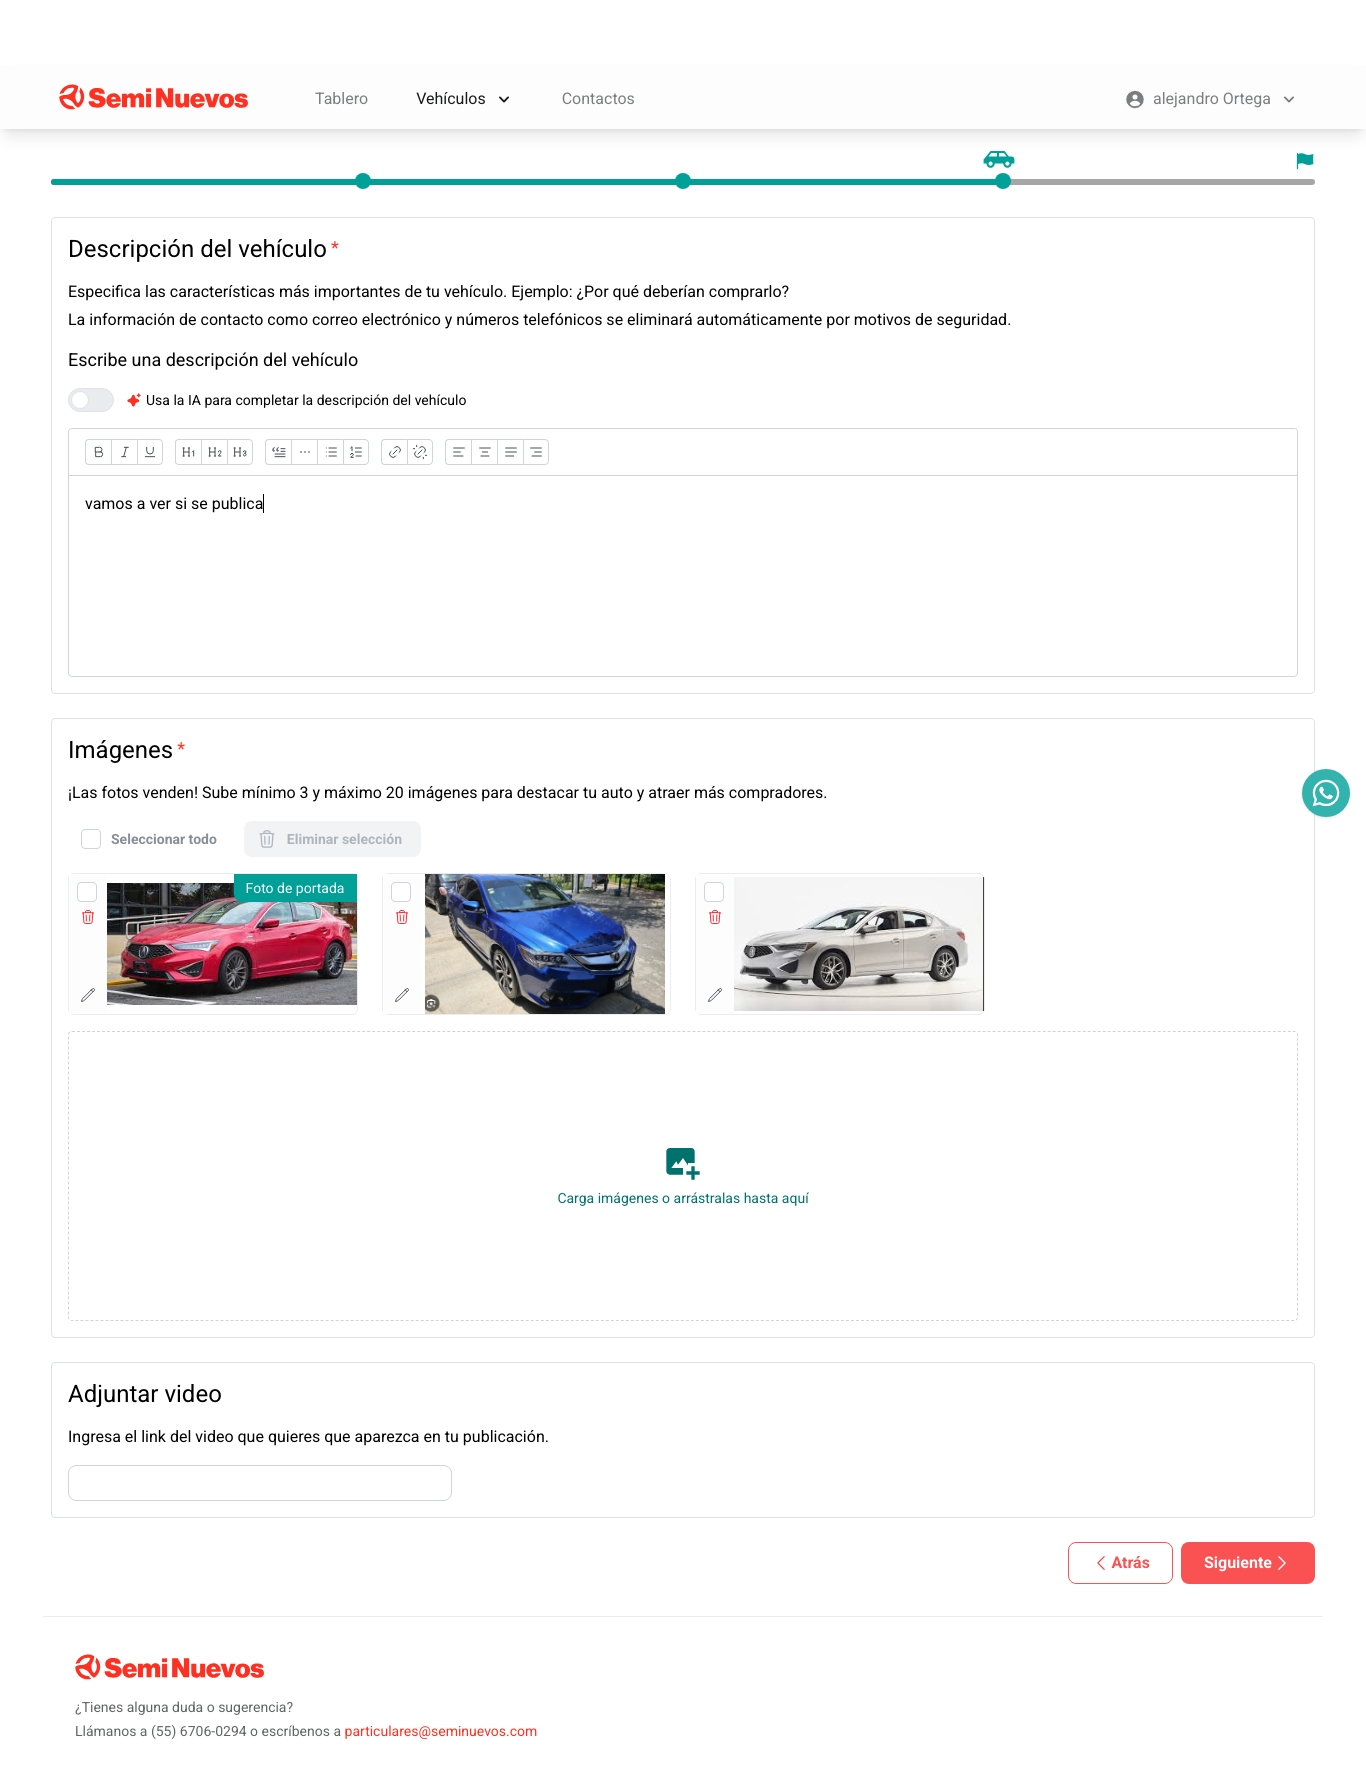 Semi Nuevos
Tablero
Vehículos
Contactos
alejandro Ortega
Descripción del vehículo *
Especifica las características más importantes de tu vehículo. Ejemplo: ¿Por qué deberían comprarlo?
La información de contacto como correo electrónico y números telefónicos se eliminará automáticamente por motivos de seguridad.
Escribe una descripción del vehículo
Usa la IA para completar la descripción del vehículo
B I U H1 H2 H3
vamos a ver si se publica
Imágenes *
¡Las fotos venden! Sube mínimo 3 y máximo 20 imágenes para destacar tu auto y atraer más compradores.
Seleccionar todo
Eliminar selección
Foto de portada
Carga imágenes o arrástralas hasta aquí
Adjuntar video
Ingresa el link del video que quieres que aparezca en tu publicación.
Atrás
Siguiente
Semi Nuevos
¿Tienes alguna duda o sugerencia?
Llámanos a (55) 6706-0294 o escríbenos a particulares@seminuevos.com